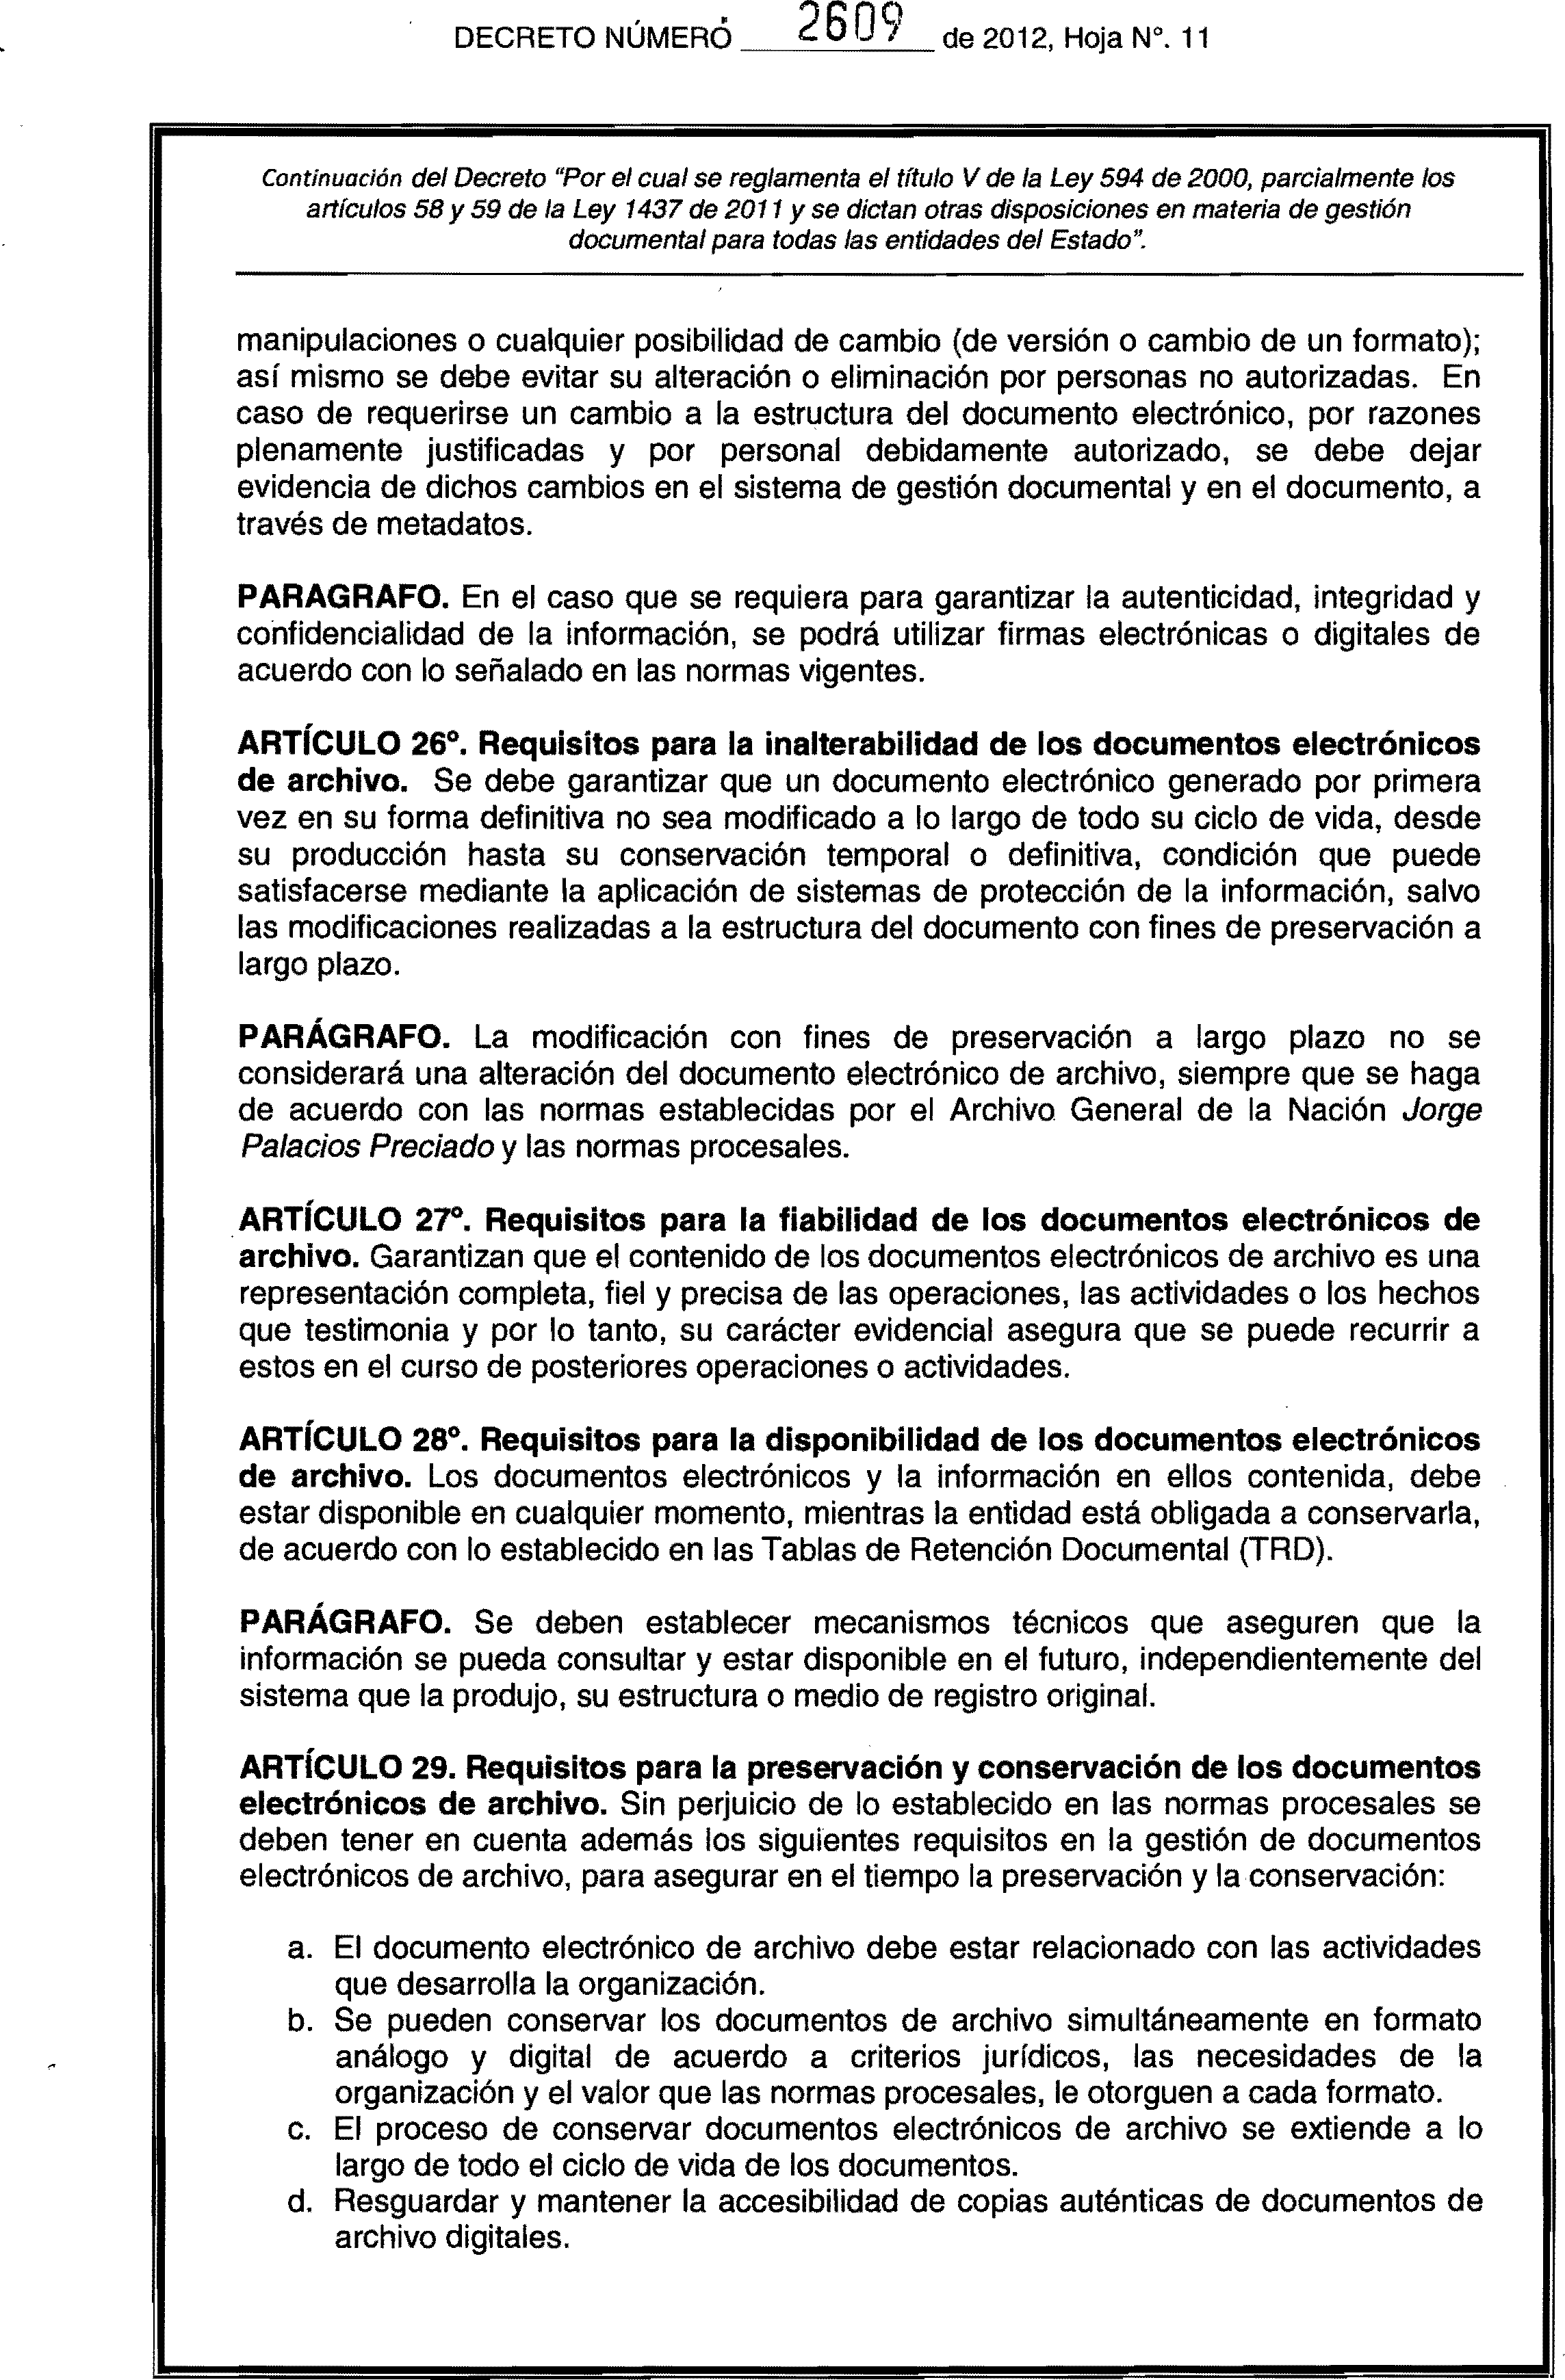 DECRETO NÚMERO 2609 de 2012, Hoja N°. 11
Continuación del Decreto "Por el cual se reglamenta el título V de la Ley 594 de 2000, parcialmente los
artículos 58 y 59 de la Ley 1437 de 2011 y se dictan otras disposiciones en materia de gestión
documental para todas las entidades del Estado".
manipulaciones o cualquier posibilidad de cambio (de versión o cambio de un formato);
así mismo se debe evitar su alteración o eliminación por personas no autorizadas. En
caso de requerirse un cambio a la estructura del documento electrónico, por razones
plenamente justificadas y por personal debidamente autorizado, se debe dejar
evidencia de dichos cambios en el sistema de gestión documental y en el documento, a
través de metadatos.
PARAGRAFO. En el caso que se requiera para garantizar la autenticidad, integridad y
confidencialidad de la información, se podrá utilizar firmas electrónicas o digitales de
acuerdo con lo señalado en las normas vigentes.
ARTÍCULO 26º. Requisitos para la inalterabilidad de los documentos electrónicos
de archivo. Se debe garantizar que un documento electrónico generado por primera
vez en su forma definitiva no sea modificado a lo largo de todo su ciclo de vida, desde
su producción hasta su conservación temporal o definitiva, condición que puede
satisfacerse mediante la aplicación de sistemas de protección de la información, salvo
las modificaciones realizadas a la estructura del documento con fines de preservación a
largo plazo.
PARÁGRAFO. La modificación con fines de preservación a largo plazo no se
considerará una alteración del documento electrónico de archivo, siempre que se haga
de acuerdo con las normas establecidas por el Archivo General de la Nación Jorge
Palacios Preciado y las normas procesales.
ARTÍCULO 27º. Requisitos para la fiabilidad de los documentos electrónicos de
archivo. Garantizan que el contenido de los documentos electrónicos de archivo es una
representación completa, fiel y precisa de las operaciones, las actividades o los hechos
que testimonia y por lo tanto, su carácter evidencial asegura que se puede recurrir a
estos en el curso de posteriores operaciones o actividades.
ARTÍCULO 28º. Requisitos para la disponibilidad de los documentos electrónicos
de archivo. Los documentos electrónicos y la información en ellos contenida, debe
estar disponible en cualquier momento, mientras la entidad está obligada a conservarla,
de acuerdo con lo establecido en las Tablas de Retención Documental (TRD).
PARÁGRAFO. Se deben establecer mecanismos técnicos que aseguren que la
información se pueda consultar y estar disponible en el futuro, independientemente del
sistema que la produjo, su estructura o medio de registro original.
ARTÍCULO 29. Requisitos para la preservación y conservación de los documentos
electrónicos de archivo. Sin perjuicio de lo establecido en las normas procesales se
deben tener en cuenta además los siguientes requisitos en la gestión de documentos
electrónicos de archivo, para asegurar en el tiempo la preservación y la conservación:
a. El documento electrónico de archivo debe estar relacionado con las actividades
que desarrolla la organización.
b. Se pueden conservar los documentos de archivo simultáneamente en formato
análogo y digital de acuerdo a criterios jurídicos, las necesidades de la
organización y el valor que las normas procesales, le otorguen a cada formato.
c. El proceso de conservar documentos electrónicos de archivo se extiende a lo
largo de todo el ciclo de vida de los documentos.
d. Resguardar y mantener la accesibilidad de copias auténticas de documentos de
archivo digitales.